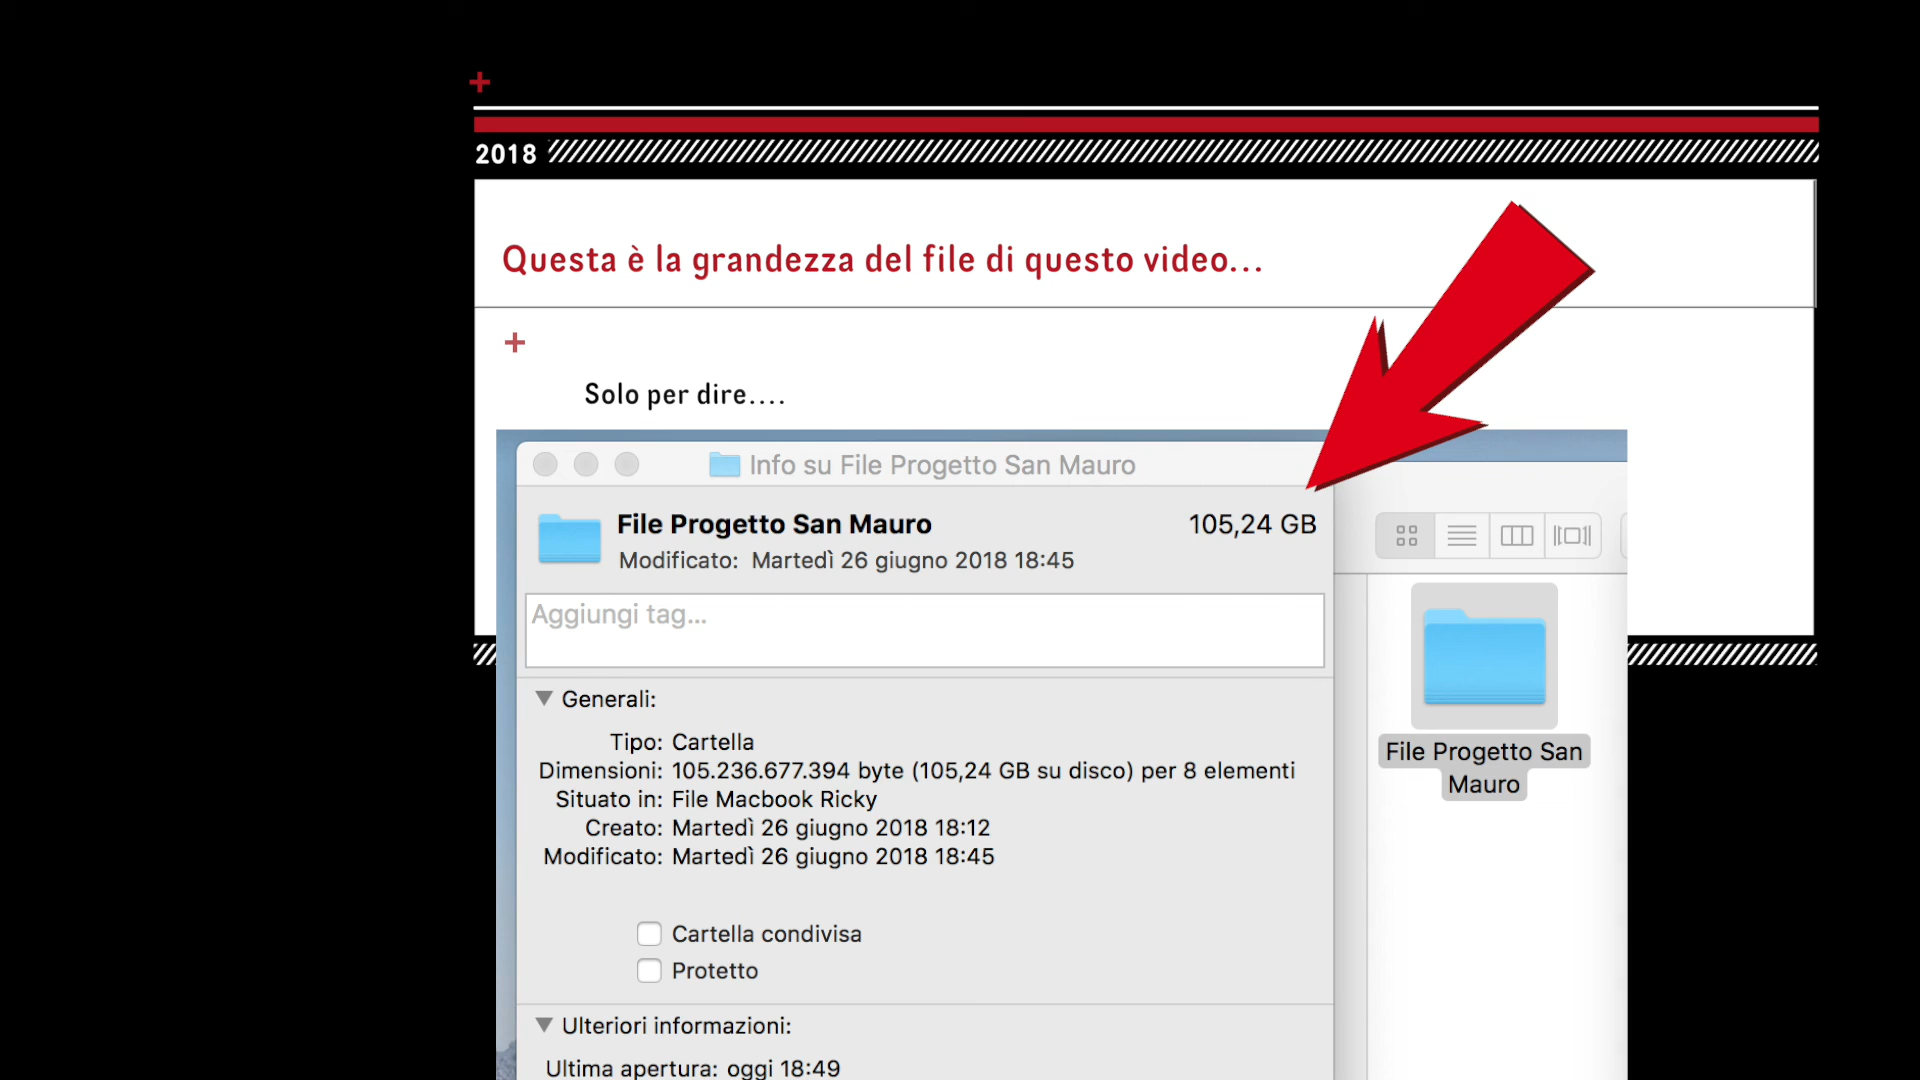 2018
Questa è la grandezza del file di questo video...
Solo per dire....
Info su File Progetto San Mauro
File Progetto San Mauro 105,24 GB
Modificato: Martedì 26 giugno 2018 18:45
Aggiungi tag...
Generali:
Tipo: Cartella
Dimensioni: 105.236.677.394 byte (105,24 GB su disco) per 8 elementi
Situato in: File Macbook Ricky
Creato: Martedì 26 giugno 2018 18:12
Modificato: Martedì 26 giugno 2018 18:45
Cartella condivisa
Protetto
Ulteriori informazioni:
Ultima apertura: oggi 18:49
File Progetto San
Mauro